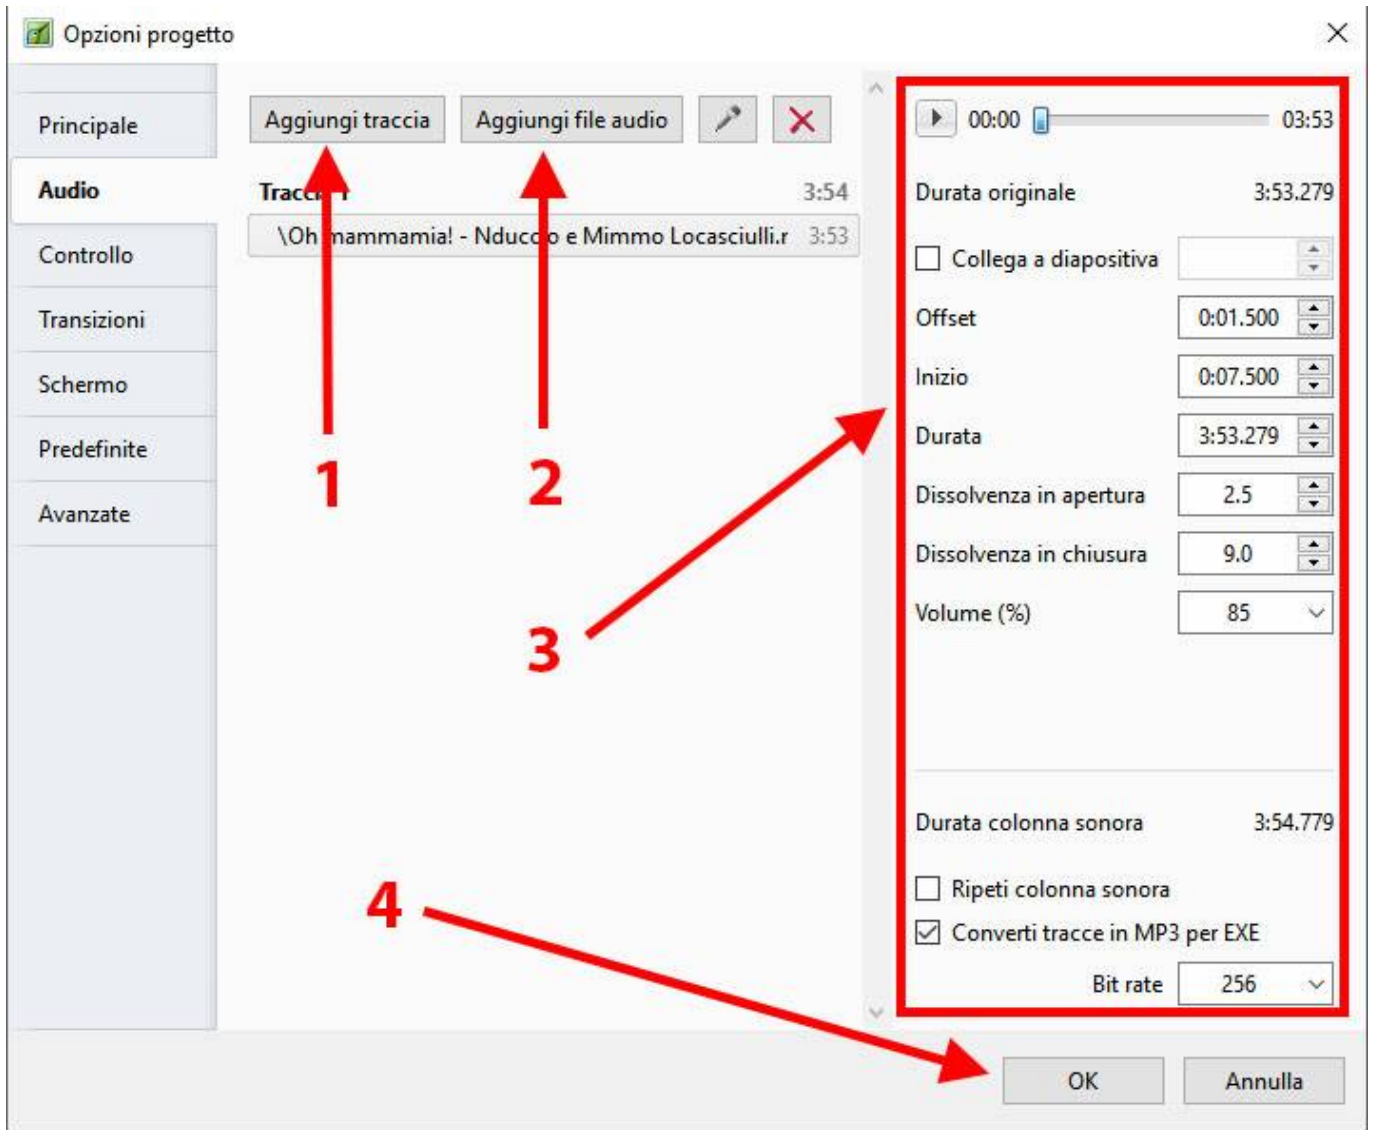 Opzioni progetto
Principale
Audio
Controllo
Transizioni
Schermo
Predefinite
Avanzate
Aggiungi traccia Aggiungi file audio
3:54
\Oh mammamia! - Nduccio e Mimmo Locasciulli.r 3:53
1
2
3
4
00:00 03:53
Durata originale 3:53.279
Collega a diapositiva
Offset 0:01.500
Inizio 0:07.500
Durata 3:53.279
Dissolvenza in apertura 2.5
Dissolvenza in chiusura 9.0
Volume (%) 85
Durata colonna sonora 3:54.779
Ripeti colonna sonora
Converti tracce in MP3 per EXE
Bit rate 256
OK Annulla